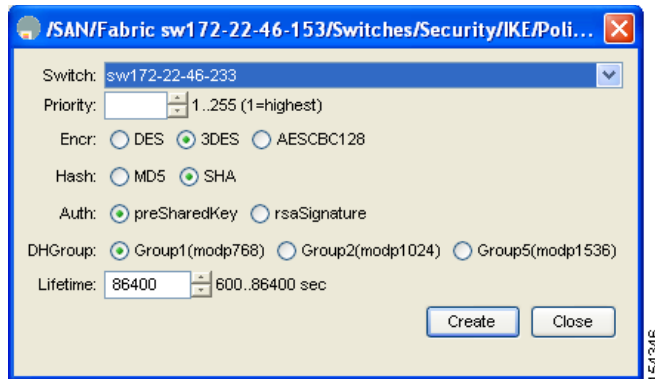 /SAN/Fabric sw172-22-46-153/Switches/Security/IKE/Poli...
Switch: sw172-22-46-233
Priority: 1..255 (1=highest)
Encr: DES 3DES AESCBC128
Hash: MD5 SHA
Auth: preSharedKey rsaSignature
DHGroup: Group1(modp768) Group2(modp1024) Group5(modp1536)
Lifetime: 86400 600..86400 sec
Create Close
154346